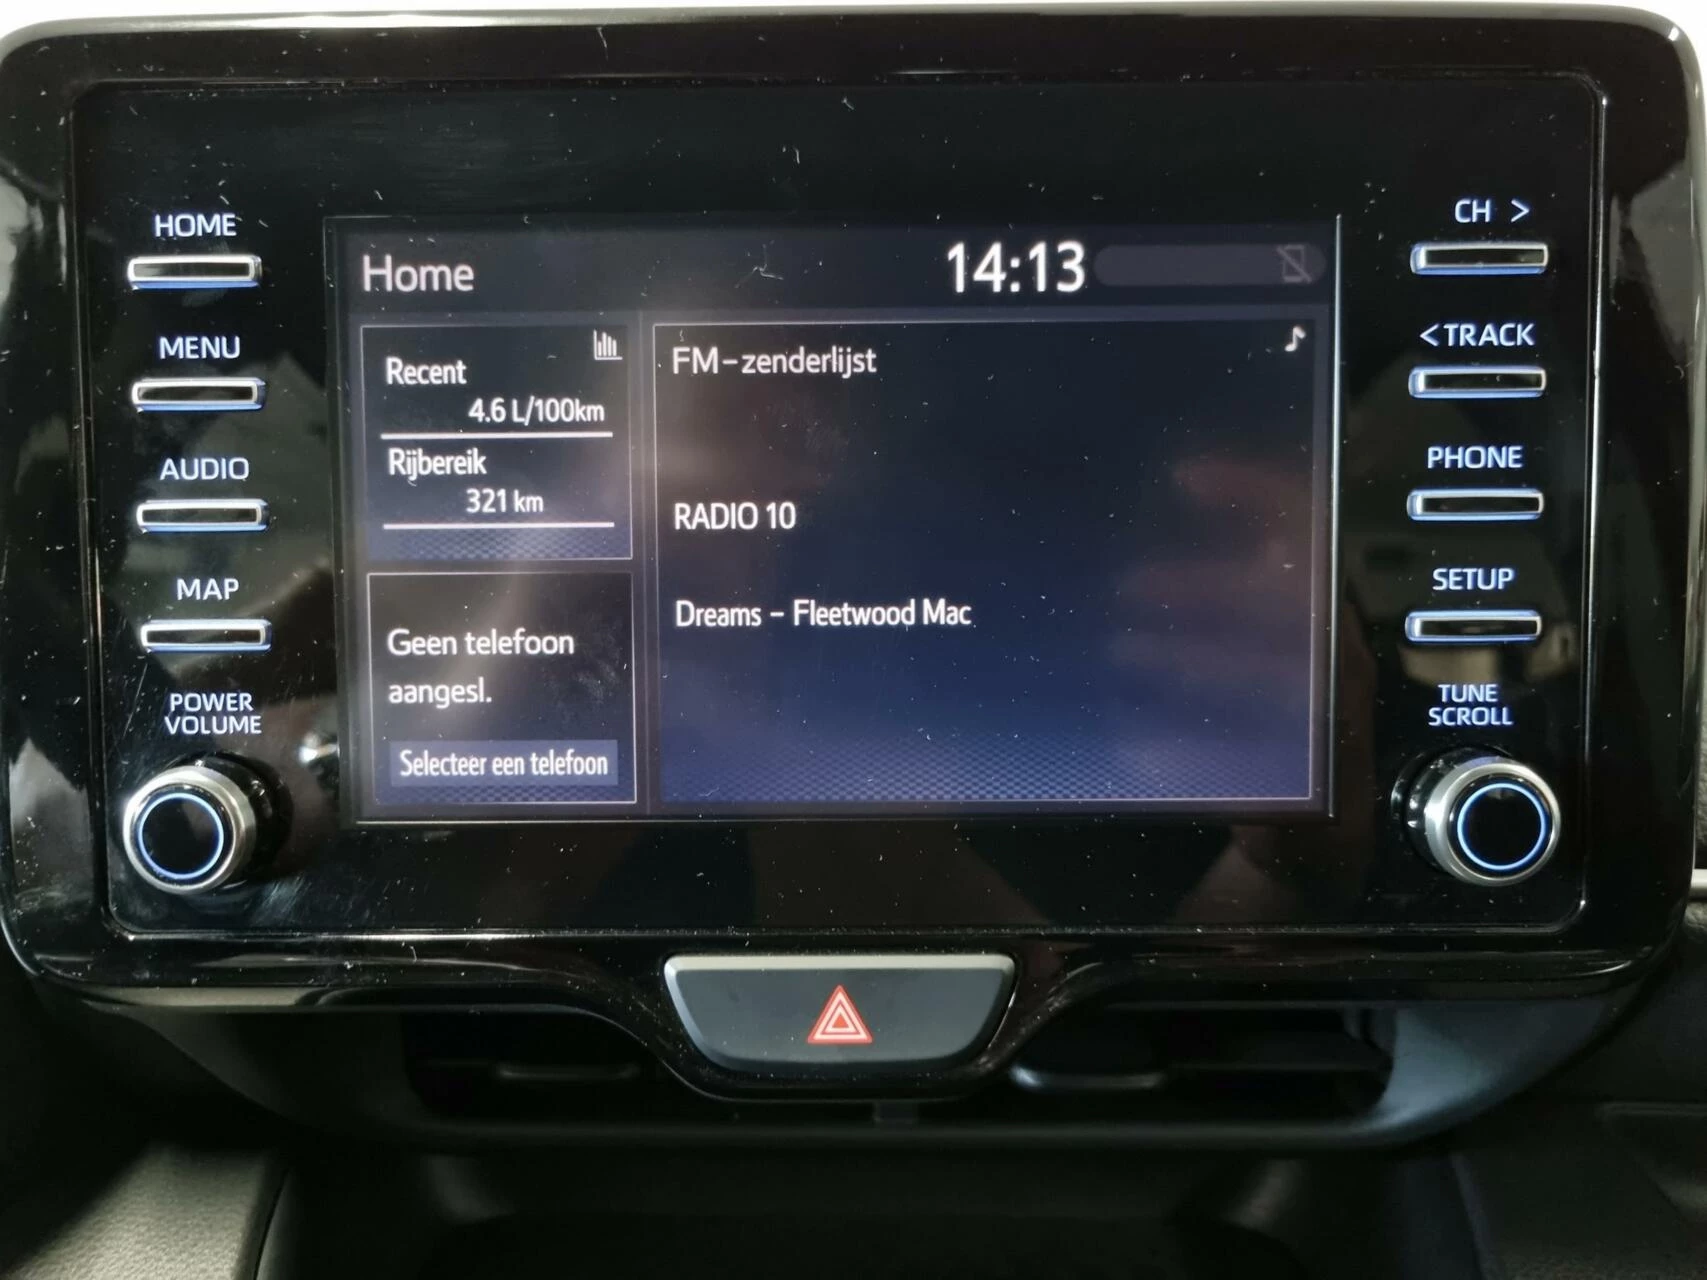 HOME
MENU
AUDIO
MAP
POWER
VOLUME
Home
14:13
Recent
4.6 L/100km
Rijbereik
321 km
Geen telefoon
aangesl.
Selecteer een telefoon
FM-zenderlijst
RADIO 10
Dreams - Fleetwood Mac
CH >
<TRACK
PHONE
SETUP
TUNE
SCROLL